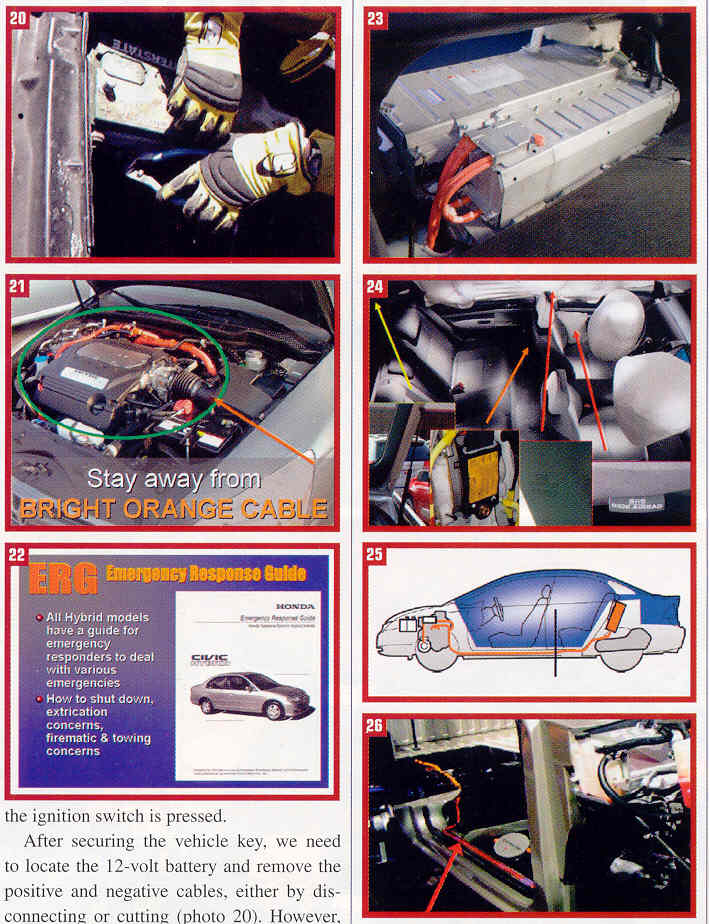 20
TERSTATE
21
Stay away from
BRIGHT ORANGE CABLE
22
ERG Emergency Response Guide
All Hybrid models
have a guide for
emergency
responders to deal
with various
emergencies
How to shut down,
extrication
concerns,
firematic & towing
concerns
HONDA
Emergency Response Guide
CIVIC
HYBRID
the ignition switch is pressed.
After securing the vehicle key, we need
to locate the 12-volt battery and remove the
positive and negative cables, either by dis-
connecting or cutting (photo 20). However,
23
24
SRS
SIDE AIRBAG
25
26